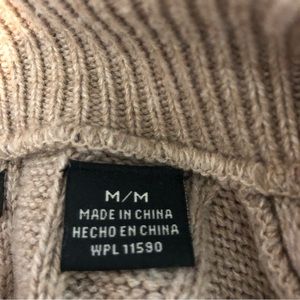 M/M
MADE IN CHINA
HECHO EN CHINA
WPL 11590